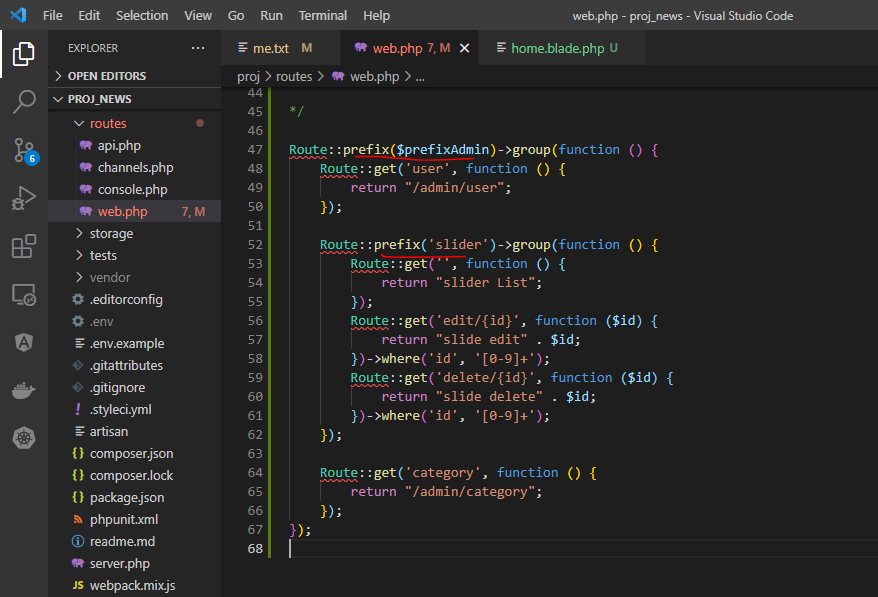 File Edit Selection View Go Run Terminal Help web.php - proj_news - Visual Studio Code
EXPLORER ...
me.txt M web.php 7, M × home.blade.php U
proj > routes > web.php > ...
OPEN EDITORS
PROJ_NEWS
routes
api.php
channels.php
console.php
web.php 7, M
storage
tests
vendor
.editorconfig
.env
.env.example
.gitattributes
.gitignore
.styleci.yml
artisan
composer.json
composer.lock
package.json
phpunit.xml
readme.md
server.php
JS webpack.mix.js
6
44
45 */
46
47 Route::prefix($prefixAdmin)->group(function () {
48 Route::get('user', function () {
49 return "/admin/user";
50 });
51
52 Route::prefix('slider')->group(function () {
53 Route::get('', function () {
54 return "slider List";
55 });
56 Route::get('edit/{id}', function ($id) {
57 return "slide edit" . $id;
58 })->where('id', '[0-9]+');
59 Route::get('delete/{id}', function ($id) {
60 return "slide delete" . $id;
61 })->where('id', '[0-9]+');
62 });
63
64 Route::get('category', function () {
65 return "/admin/category";
66 });
67 });
68